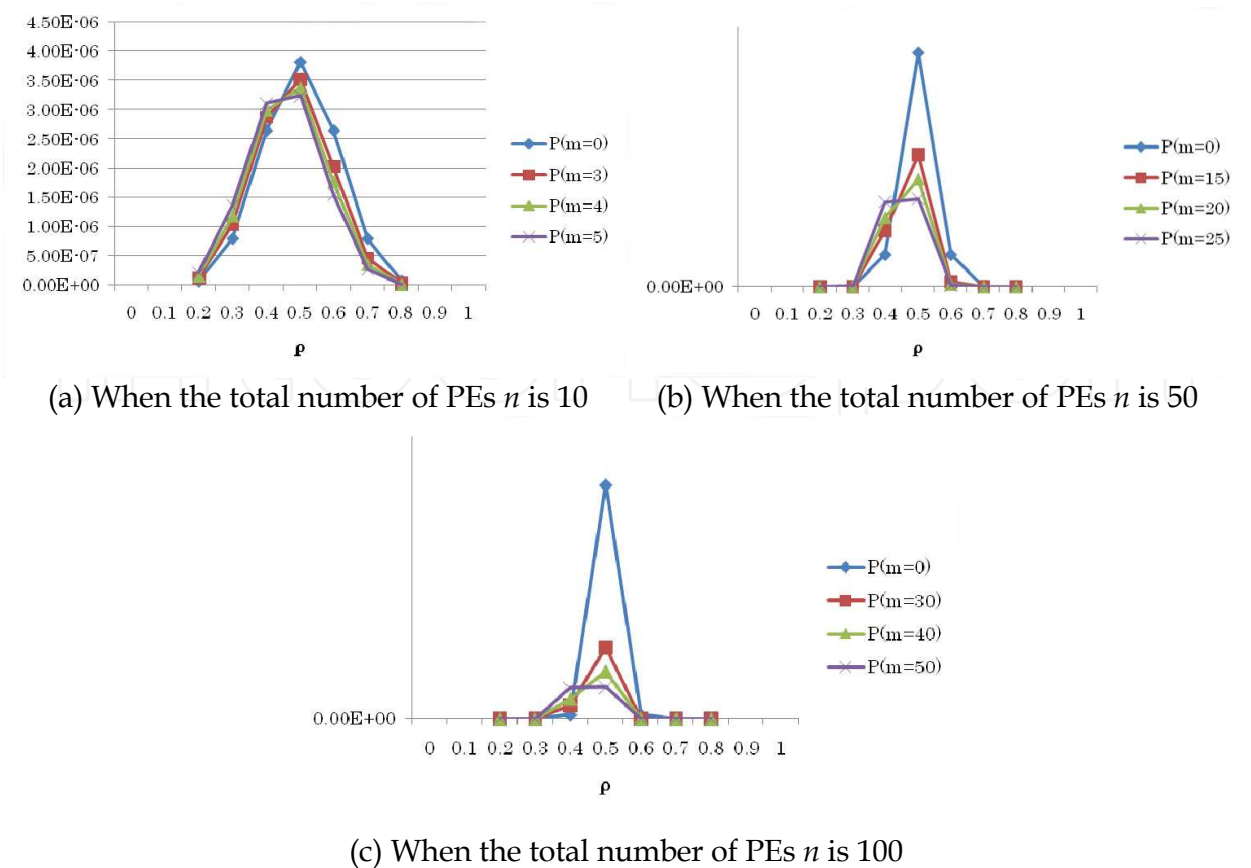 4.50E-06
4.00E-06
3.50E-06
3.00E-06
2.50E-06
2.00E-06
1.50E-06
1.00E-06
5.00E-07
0.00E+00
0 0.1 0.2 0.3 0.4 0.5 0.6 0.7 0.8 0.9 1
ρ
P(m=0)
P(m=3)
P(m=4)
P(m=5)
(a) When the total number of PEs n is 10
0.00E+00
0 0.1 0.2 0.3 0.4 0.5 0.6 0.7 0.8 0.9 1
ρ
P(m=0)
P(m=15)
P(m=20)
P(m=25)
(b) When the total number of PEs n is 50
0.00E+00
0 0.1 0.2 0.3 0.4 0.5 0.6 0.7 0.8 0.9 1
ρ
P(m=0)
P(m=30)
P(m=40)
P(m=50)
(c) When the total number of PEs n is 100